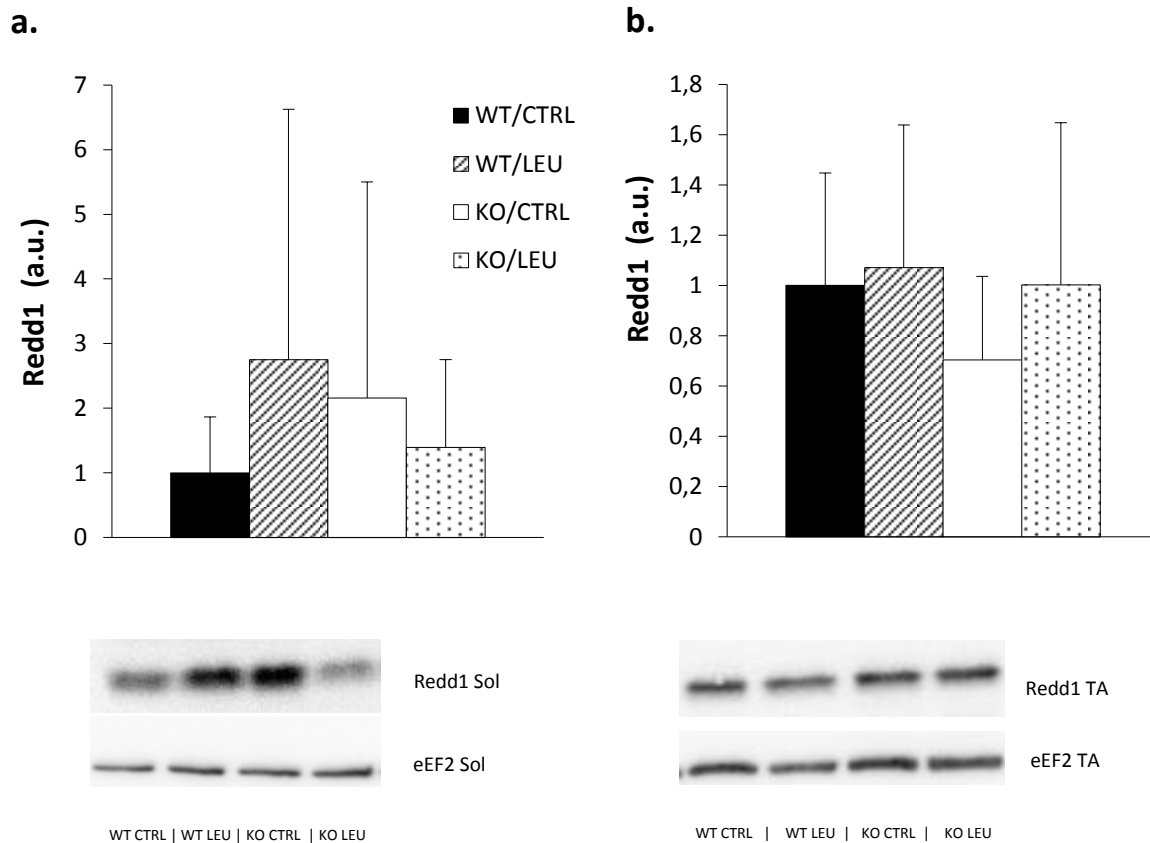 a.
7
6
5
4
3
2
1
0
Redd1 (a.u.)
WT/CTRL
WT/LEU
KO/CTRL
KO/LEU
Redd1 Sol
eEF2 Sol
WT CTRL | WT LEU | KO CTRL | KO LEU
b.
1,8
1,6
1,4
1,2
1
0,8
0,6
0,4
0,2
0
Redd1 (a.u.)
Redd1 TA
eEF2 TA
WT CTRL | WT LEU | KO CTRL | KO LEU